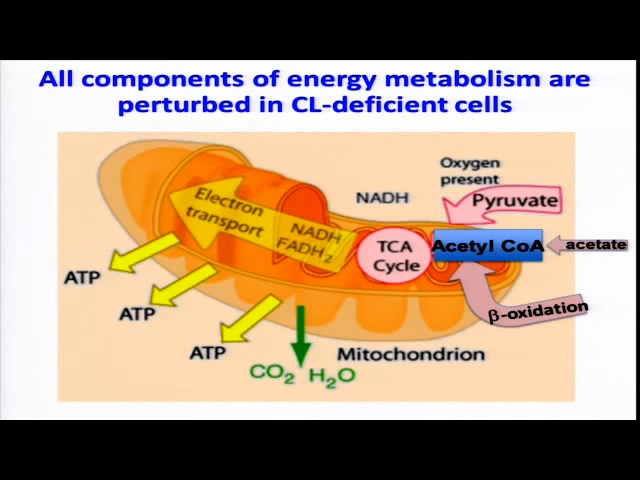 All components of energy metabolism are
perturbed in CL-deficient cells
Oxygen
present
NADH
Pyruvate
Electron
transport
NADH
FADH2
TCA
Cycle
Acetyl CoA
acetate
β-oxidation
ATP
ATP
ATP
Mitochondrion
CO2 H2O